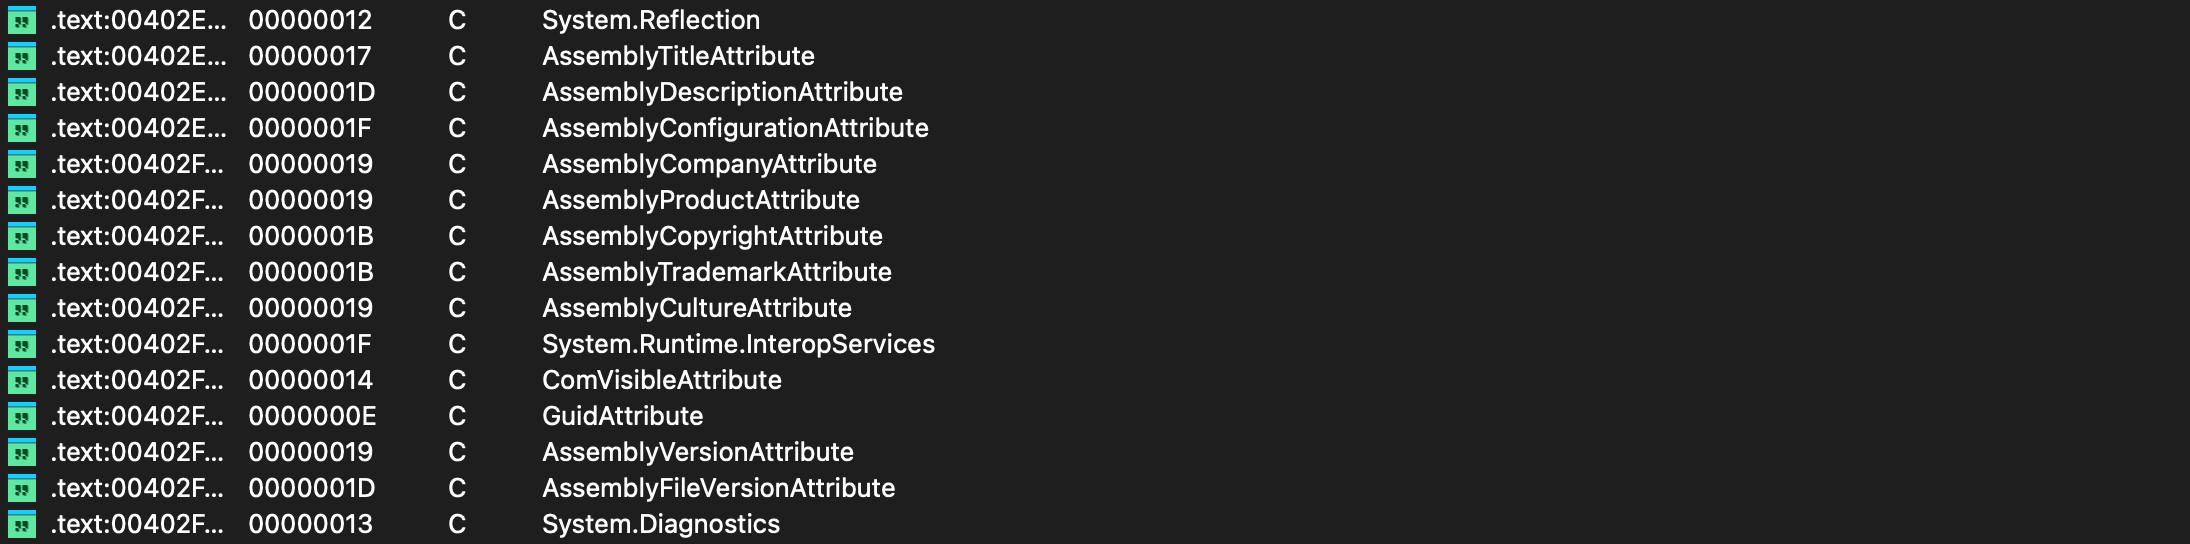 .text:00402E... 00000012 C System.Reflection
.text:00402E... 00000017 C AssemblyTitleAttribute
.text:00402E... 0000001D C AssemblyDescriptionAttribute
.text:00402E... 0000001F C AssemblyConfigurationAttribute
.text:00402F... 00000019 C AssemblyCompanyAttribute
.text:00402F... 00000019 C AssemblyProductAttribute
.text:00402F... 0000001B C AssemblyCopyrightAttribute
.text:00402F... 0000001B C AssemblyTrademarkAttribute
.text:00402F... 00000019 C AssemblyCultureAttribute
.text:00402F... 0000001F C System.Runtime.InteropServices
.text:00402F... 00000014 C ComVisibleAttribute
.text:00402F... 0000000E C GuidAttribute
.text:00402F... 00000019 C AssemblyVersionAttribute
.text:00402F... 0000001D C AssemblyFileVersionAttribute
.text:00402F... 00000013 C System.Diagnostics